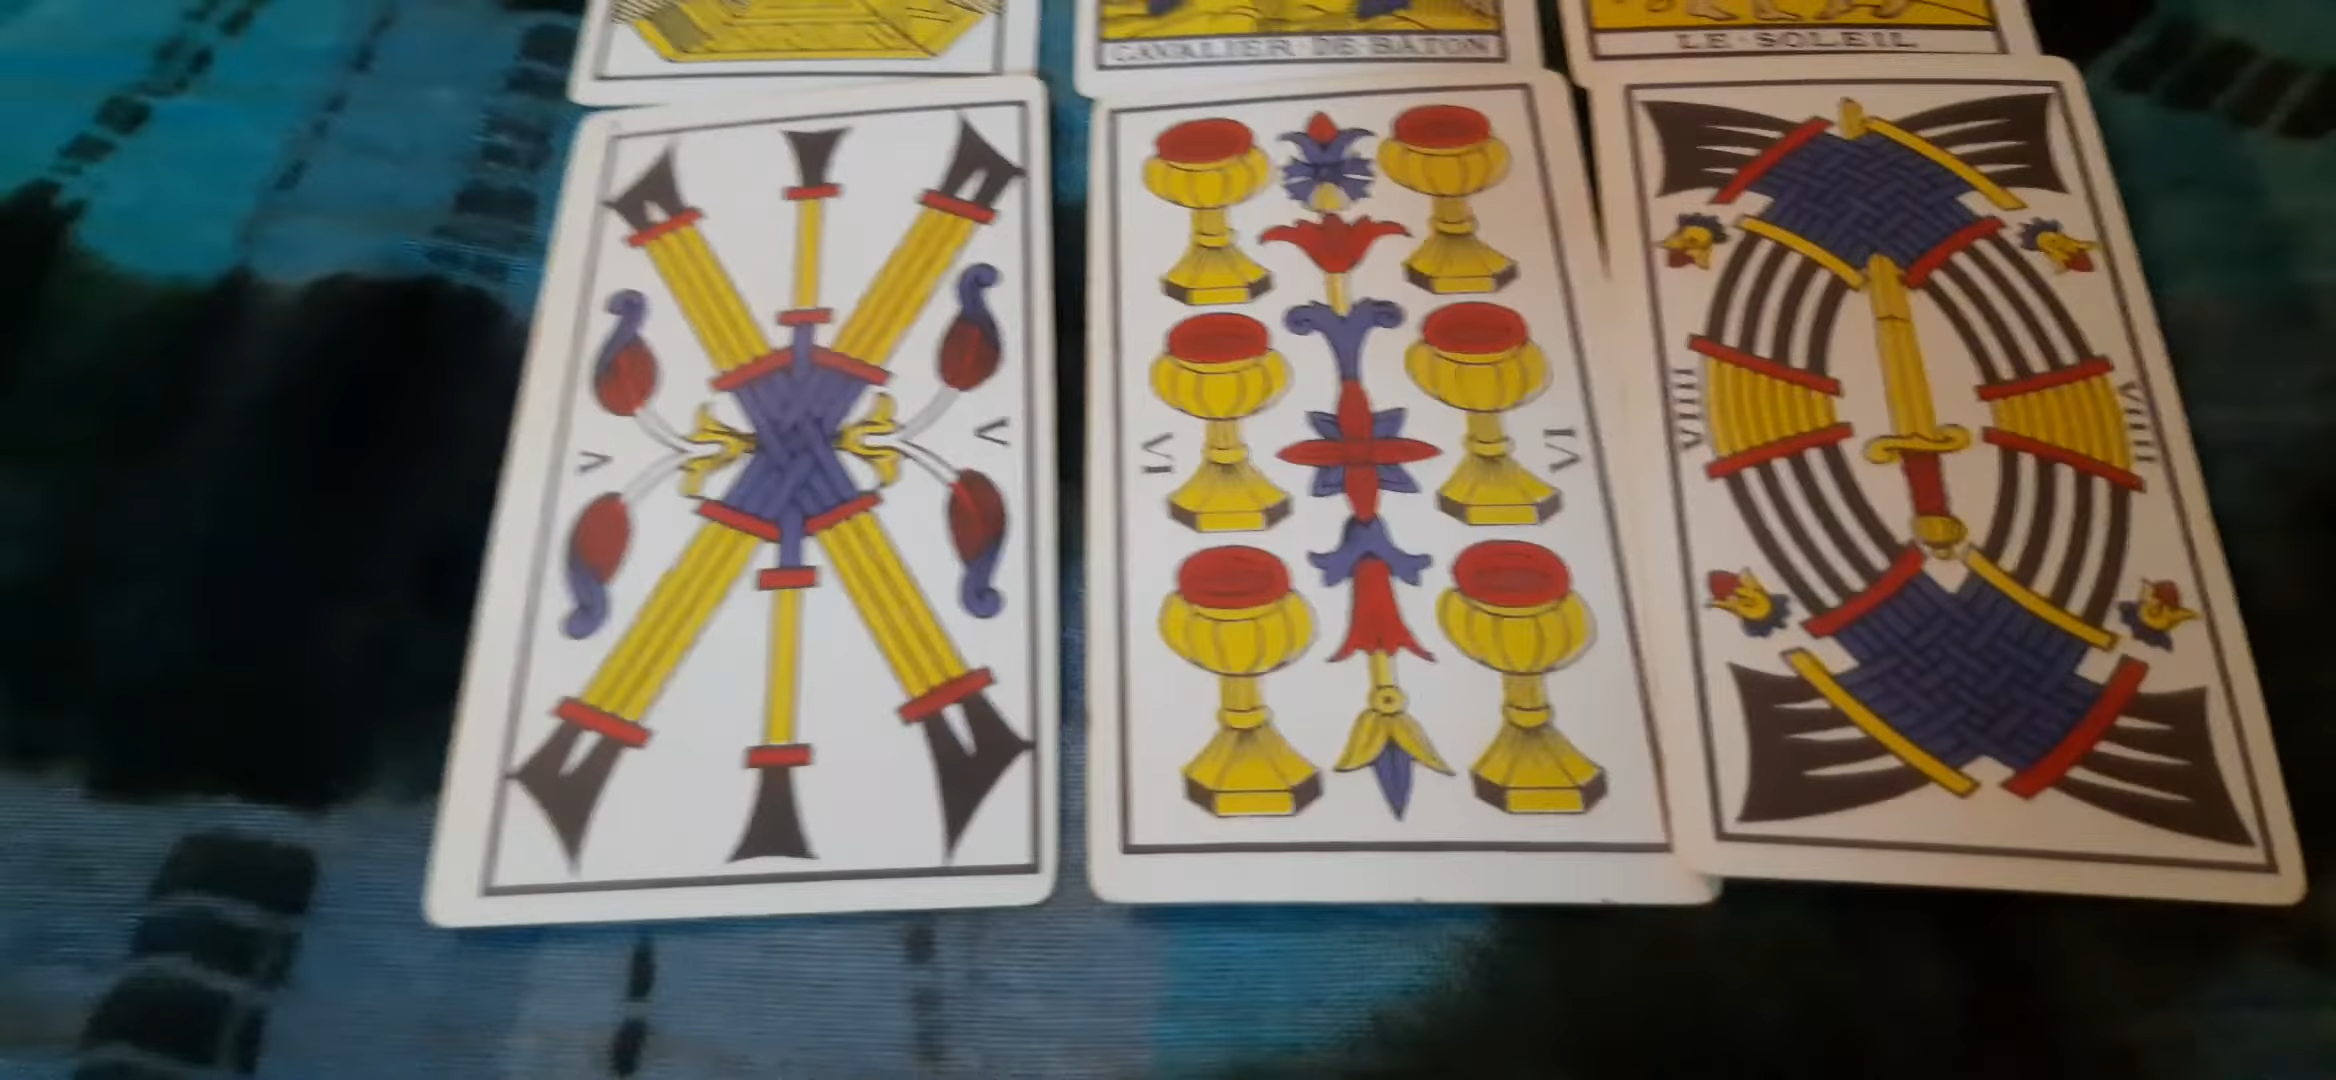 CAVALIER DE BATON
LE·SOLEIL
V
V
VI
VI
VIIII
VIIII